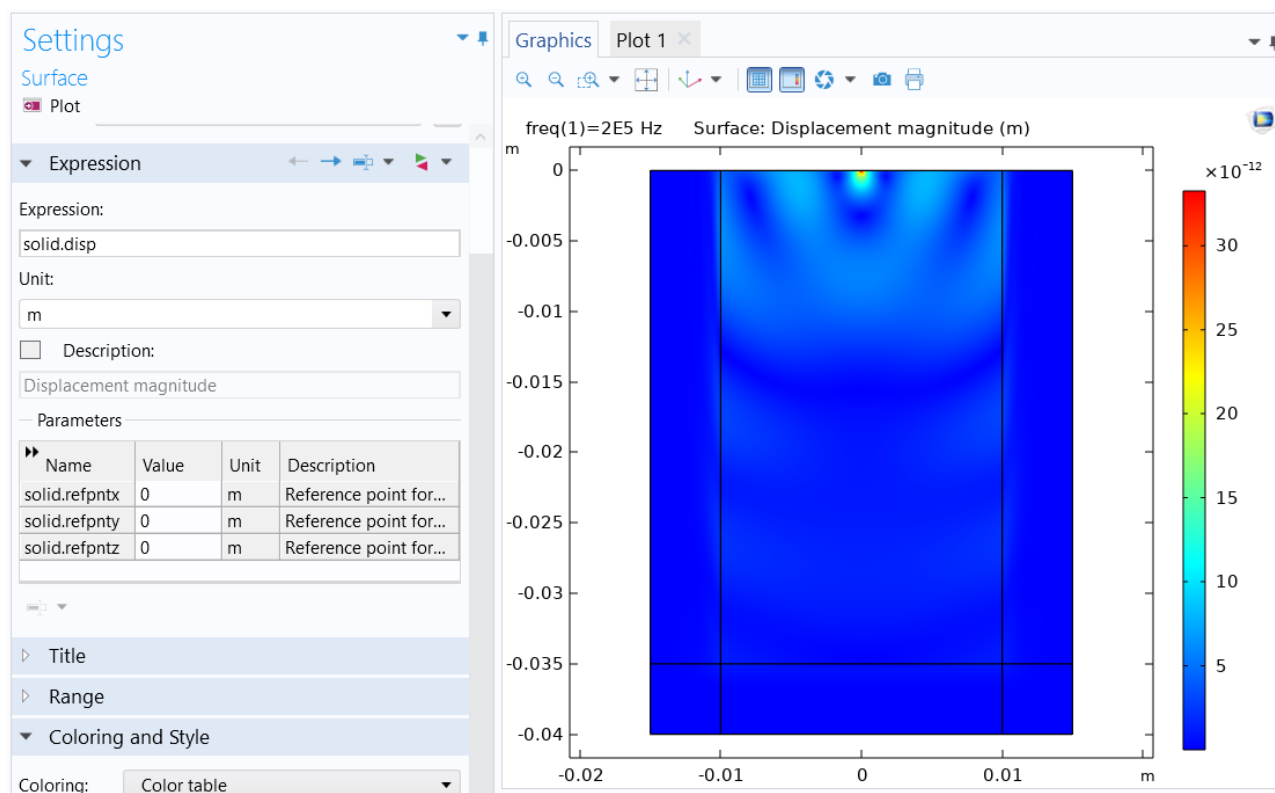 Settings
Surface
Plot
Expression
Expression:
solid.disp
Unit:
m
Description:
Displacement magnitude
Parameters
Name Value Unit Description
solid.refpntx 0 m Reference point for...
solid.refpnty 0 m Reference point for...
solid.refpntz 0 m Reference point for...
Title
Range
Coloring and Style
Coloring: Color table
Graphics Plot 1
freq(1)=2E5 Hz Surface: Displacement magnitude (m)
m
×10⁻¹²
0
-0.005
-0.01
-0.015
-0.02
-0.025
-0.03
-0.035
-0.04
-0.02 -0.01 0 0.01 m
30
25
20
15
10
5